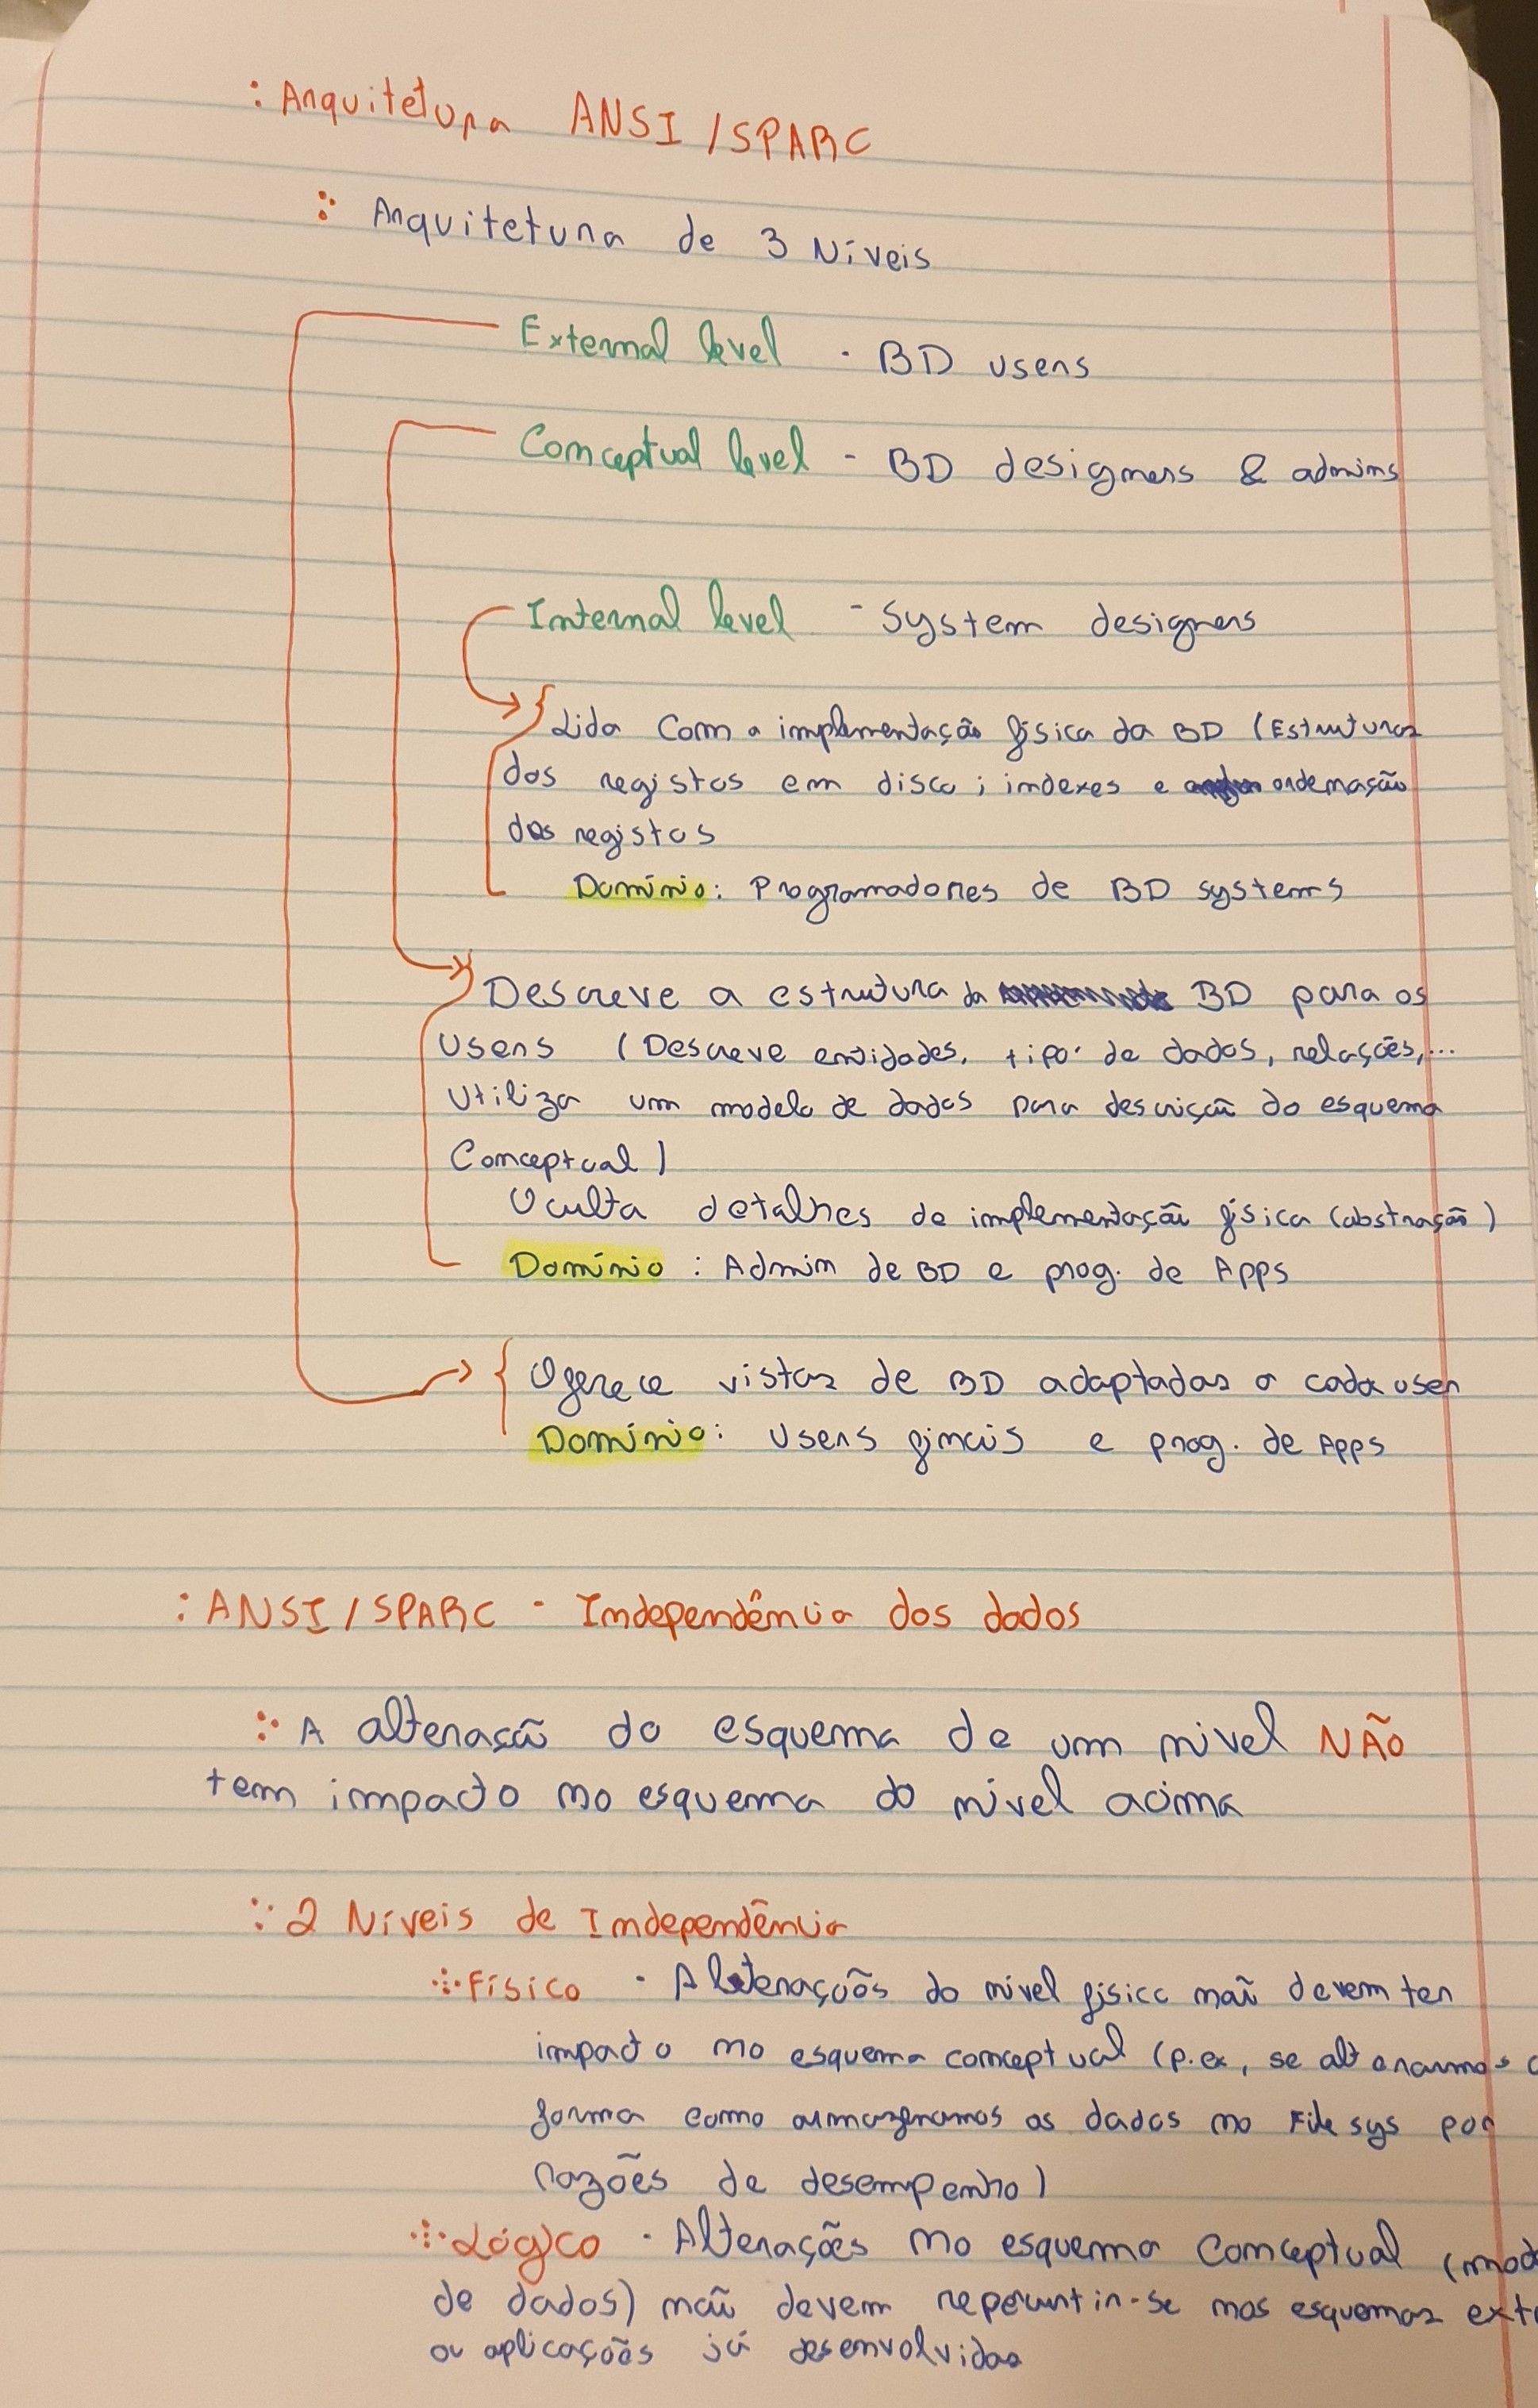 : Arquitetura ANSI/SPARC
:· Arquitetura de 3 Níveis
External level · BD users
Conceptual level - BD designers & admins
Internal level - System designers
Lida com a implementação física da BD (Estruturas
dos registos em disco; indexes e ordenação
dos registos
Domínio: Programadores de BD systems
Descreve a estrutura da BD para os
users (Descreve entidades, tipo de dados, relações,...
Utiliza um modelo de dados para descrição do esquema
Conceptual)
Oculta detalhes de implementação física (abstração)
Domínio : Admin de BD e prog. de Apps
Oferece vistas de BD adaptadas a cada user
Domínio: Users finais e prog. de Apps
: ANSI/SPARC - Independência dos dados
:· A alteração do esquema de um nível NÃO
tem impacto no esquema do nível acima
:· 2 Níveis de Independência
Físico · Alterações do nível físico não devem ter
impacto no esquema conceptual (p.ex, se alterarmos
forma como armazenamos os dados no File sys por
razões de desempenho)
Lógico · Alterações no esquema Conceptual
de dados) não devem repercutir-se nos esquemas
ou aplicações já desenvolvidas